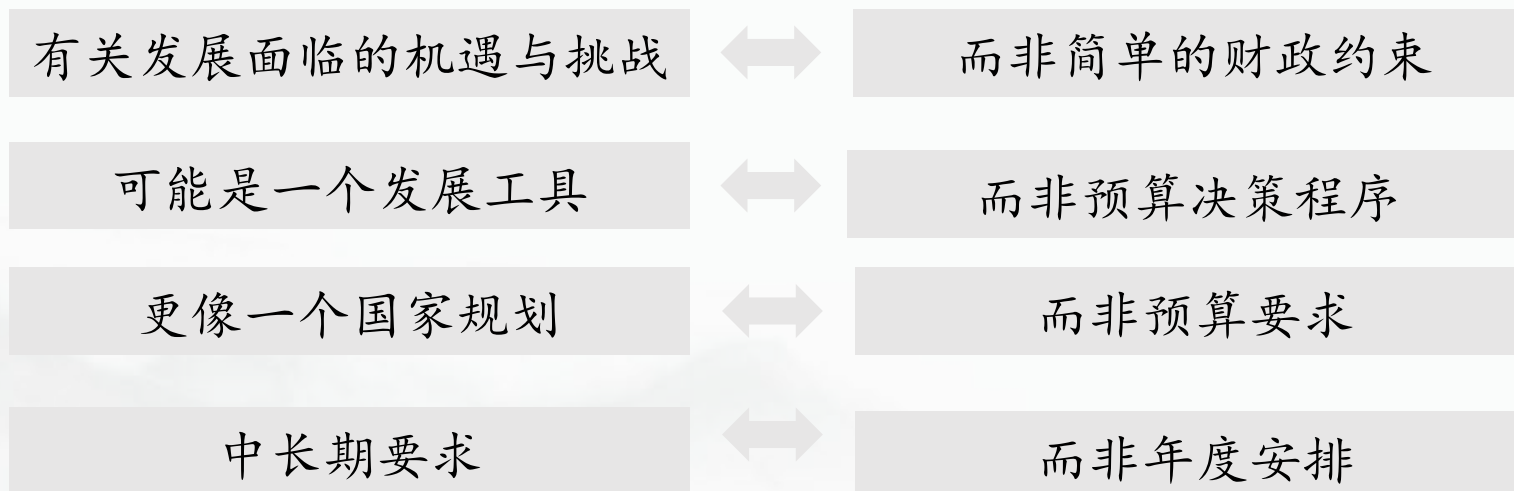 有关发展面临的机遇与挑战
而非简单的财政约束
可能是一个发展工具
而非预算决策程序
更像一个国家规划
而非预算要求
中长期要求
而非年度安排